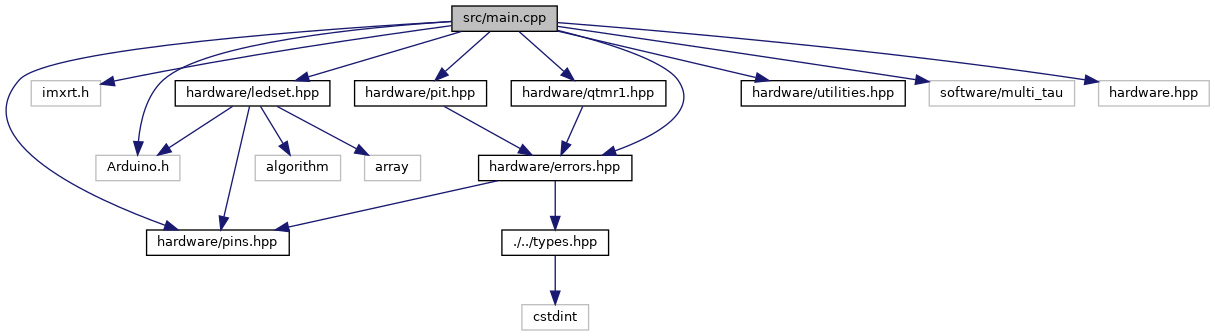 src/main.cpp
imxrt.h
hardware/ledset.hpp
hardware/pit.hpp
hardware/qtmr1.hpp
hardware/utilities.hpp
software/multi_tau
hardware.hpp
Arduino.h
algorithm
array
hardware/errors.hpp
hardware/pins.hpp
./../types.hpp
cstdint